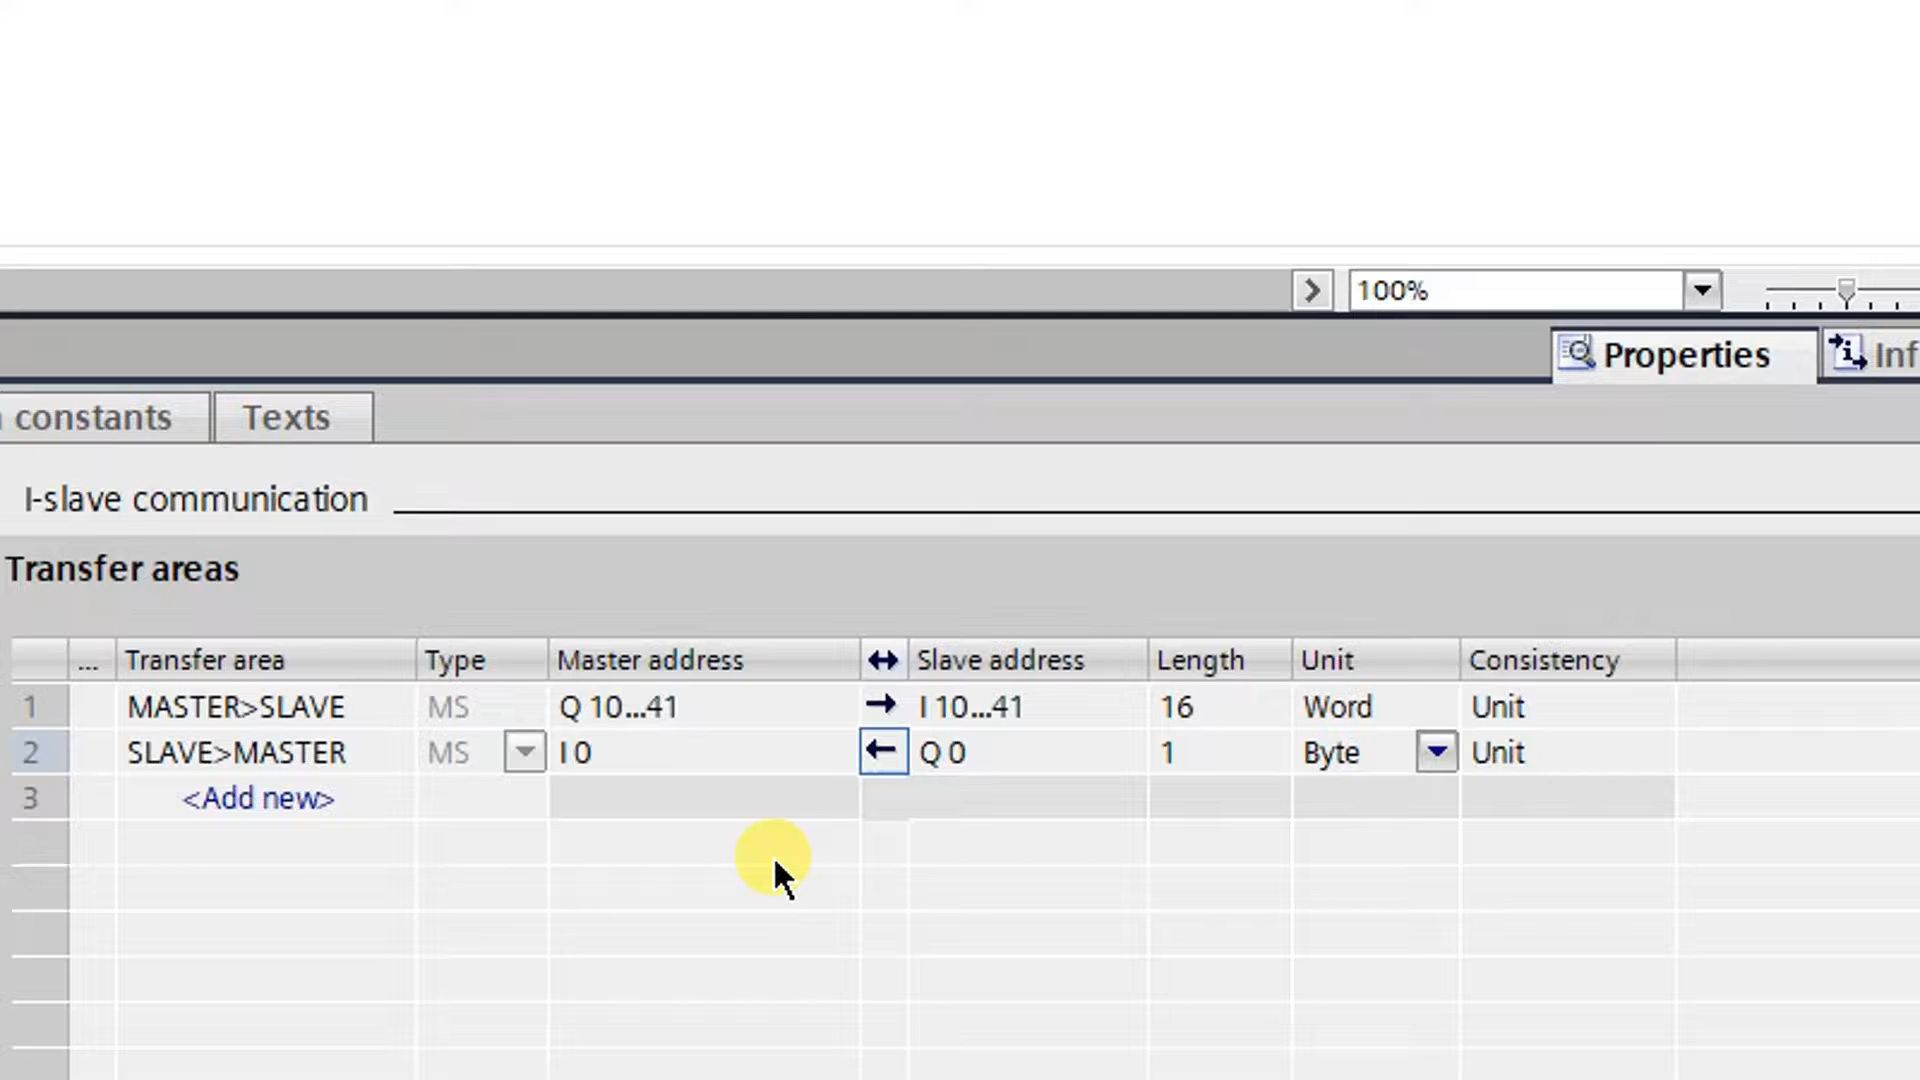 100%
Properties
Inf
constants
Texts
I-slave communication
Transfer areas
... Transfer area Type Master address ↔ Slave address Length Unit Consistency
1 MASTER>SLAVE MS Q 10...41 → I 10...41 16 Word Unit
2 SLAVE>MASTER MS I 0 ← Q 0 1 Byte Unit
3 <Add new>